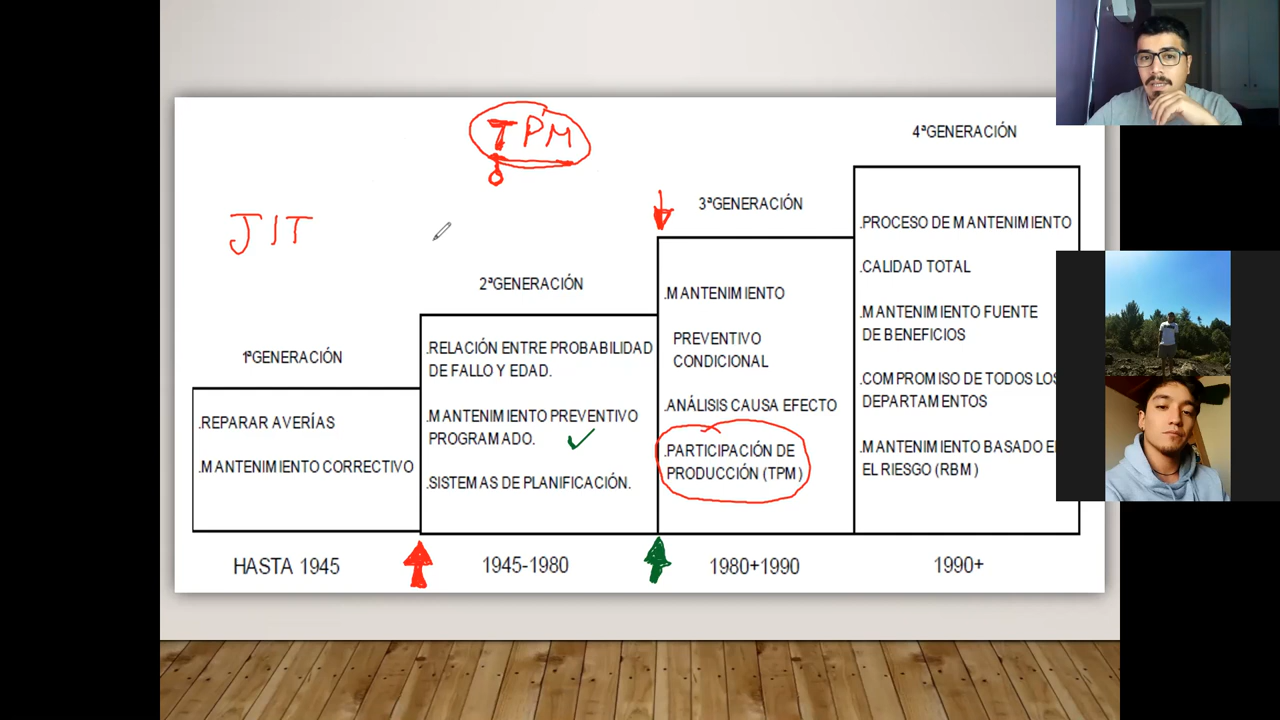 TPM
JIT
1ªGENERACIÓN
.REPARAR AVERÍAS
.MANTENIMIENTO CORRECTIVO
HASTA 1945
2ªGENERACIÓN
.RELACIÓN ENTRE PROBABILIDAD
DE FALLO Y EDAD.
.MANTENIMIENTO PREVENTIVO
PROGRAMADO.
.SISTEMAS DE PLANIFICACIÓN.
1945-1980
3ªGENERACIÓN
.MANTENIMIENTO
PREVENTIVO
CONDICIONAL
.ANÁLISIS CAUSA EFECTO
.PARTICIPACIÓN DE
PRODUCCIÓN (TPM)
1980+1990
4ªGENERACIÓN
.PROCESO DE MANTENIMIENTO
.CALIDAD TOTAL
.MANTENIMIENTO FUENTE
DE BENEFICIOS
.COMPROMISO DE TODOS LOS
DEPARTAMENTOS
.MANTENIMIENTO BASADO E
EL RIESGO (RBM)
1990+